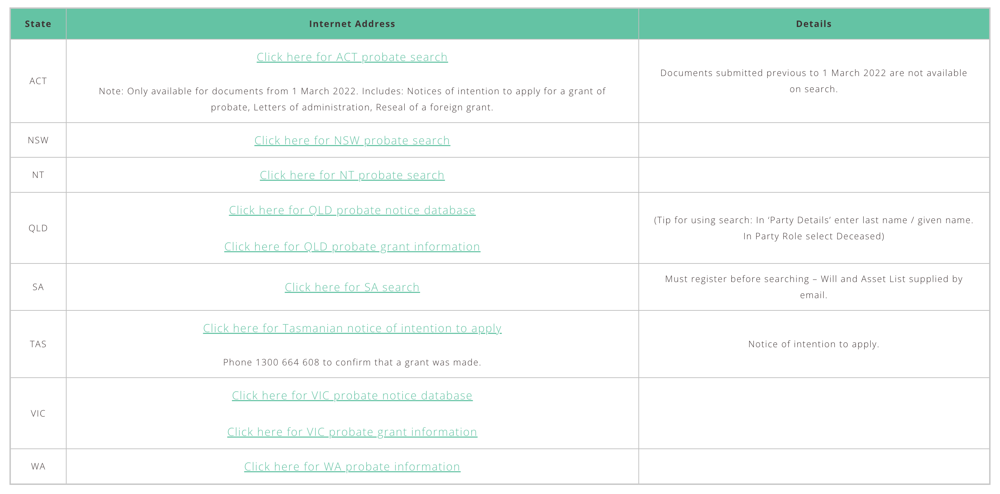 State Internet Address Details
Click here for ACT probate search
ACT
Note: Only available for documents from 1 March 2022. Includes: Notices of intention to apply for a grant of
probate, Letters of administration, Reseal of a foreign grant.
Documents submitted previous to 1 March 2022 are not available
on search.
NSW
Click here for NSW probate search
NT
Click here for NT probate search
QLD
Click here for QLD probate notice database
Click here for QLD probate grant information
(Tip for using search: In ‘Party Details’ enter last name / given name.
In Party Role select Deceased)
SA
Click here for SA search
Must register before searching – Will and Asset List supplied by
email.
TAS
Click here for Tasmanian notice of intention to apply
Phone 1300 664 608 to confirm that a grant was made.
Notice of intention to apply.
VIC
Click here for VIC probate notice database
Click here for VIC probate grant information
WA
Click here for WA probate information